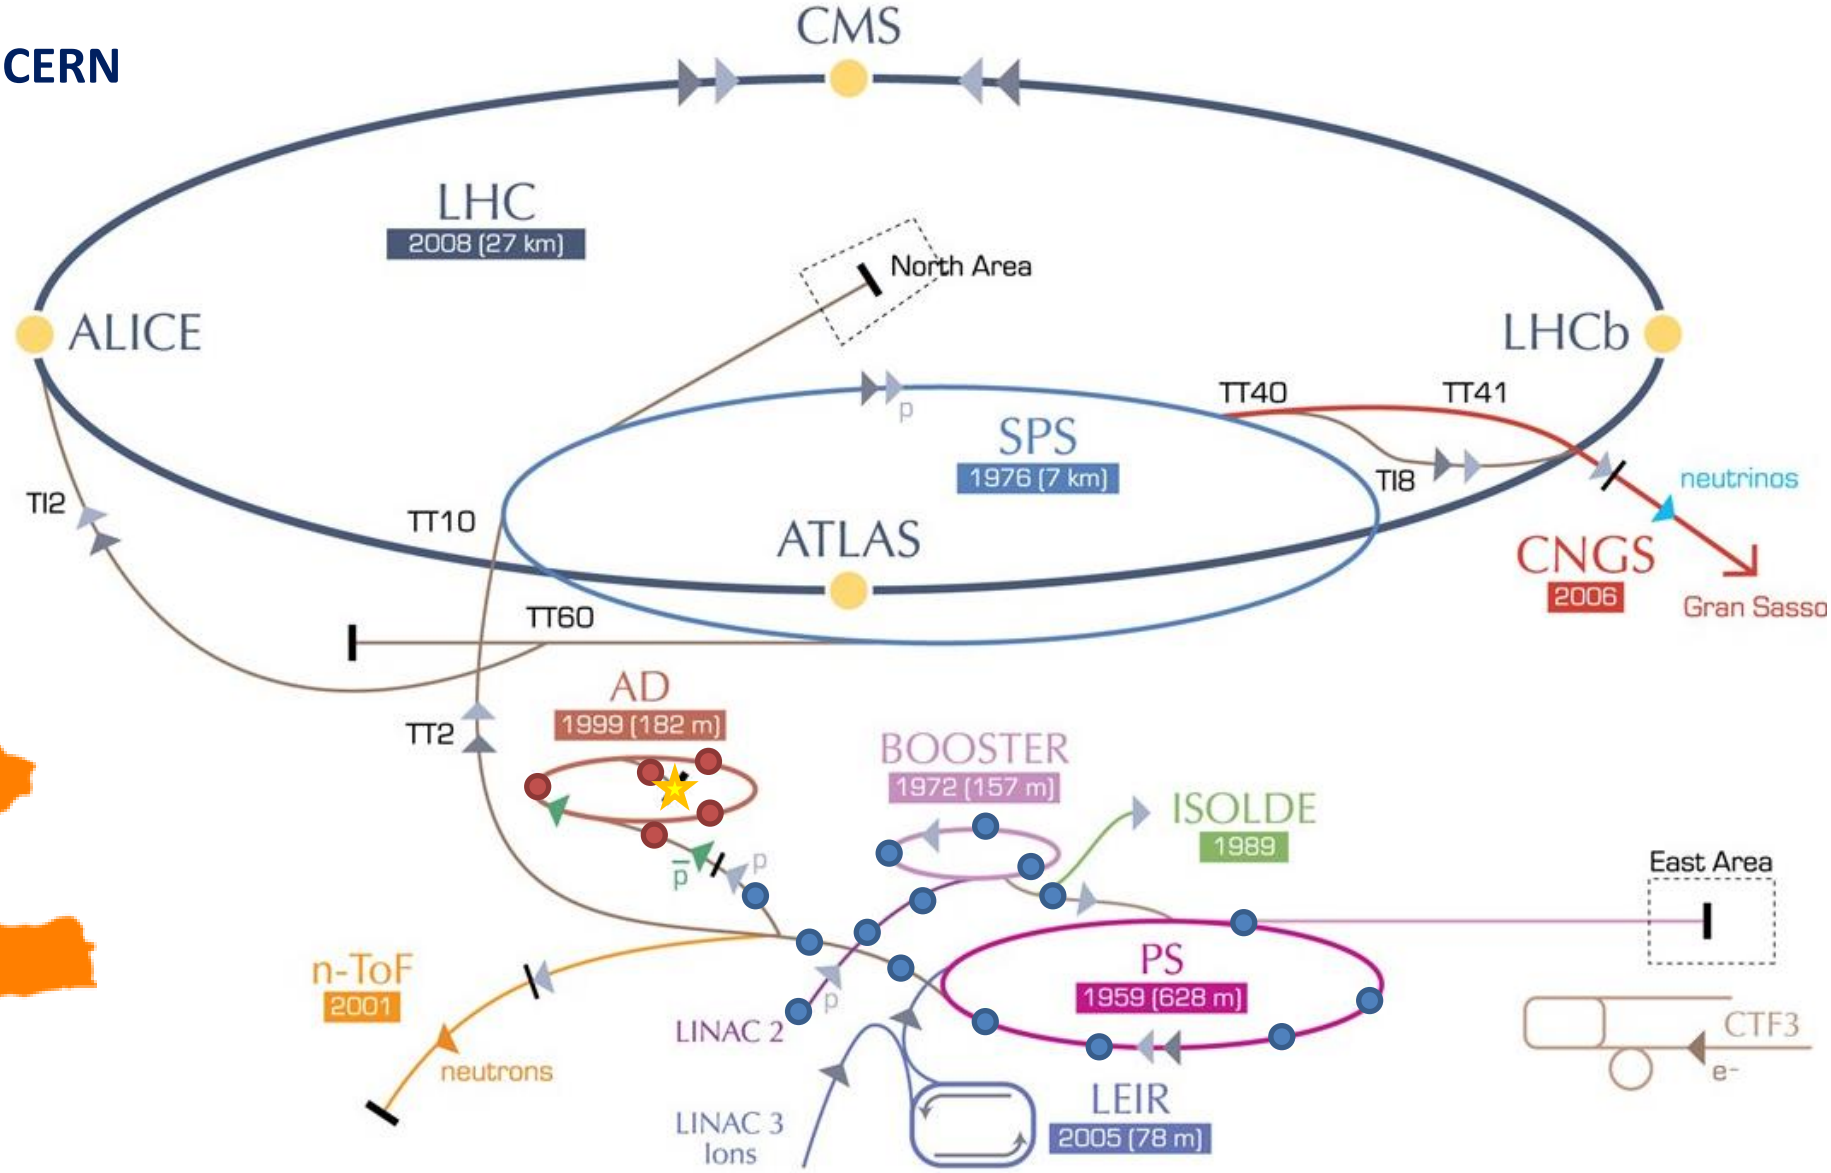 CERN
CMS
LHC
2008 (27 km)
North Area
ALICE
LHCb
TT40
TT41
p
SPS
1976 (7 km)
TI8
neutrinos
TI2
TT10
ATLAS
CNGS
2006
Gran Sasso
TT60
AD
1999 (182 m)
TT2
BOOSTER
1972 (157 m)
ISOLDE
1989
p
p̅
East Area
n-ToF
2001
PS
1959 (628 m)
p
LINAC 2
CTF3
e-
neutrons
LEIR
2005 (78 m)
LINAC 3
Ions